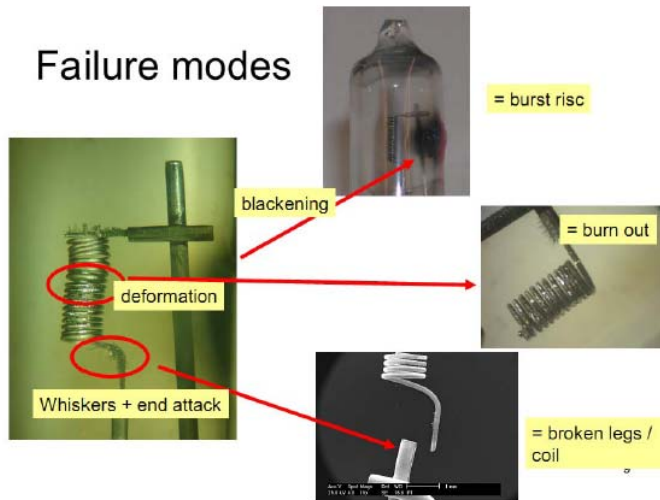 Failure modes
= burst risc
blackening
= burn out
deformation
Whiskers + end attack
= broken legs /
coil